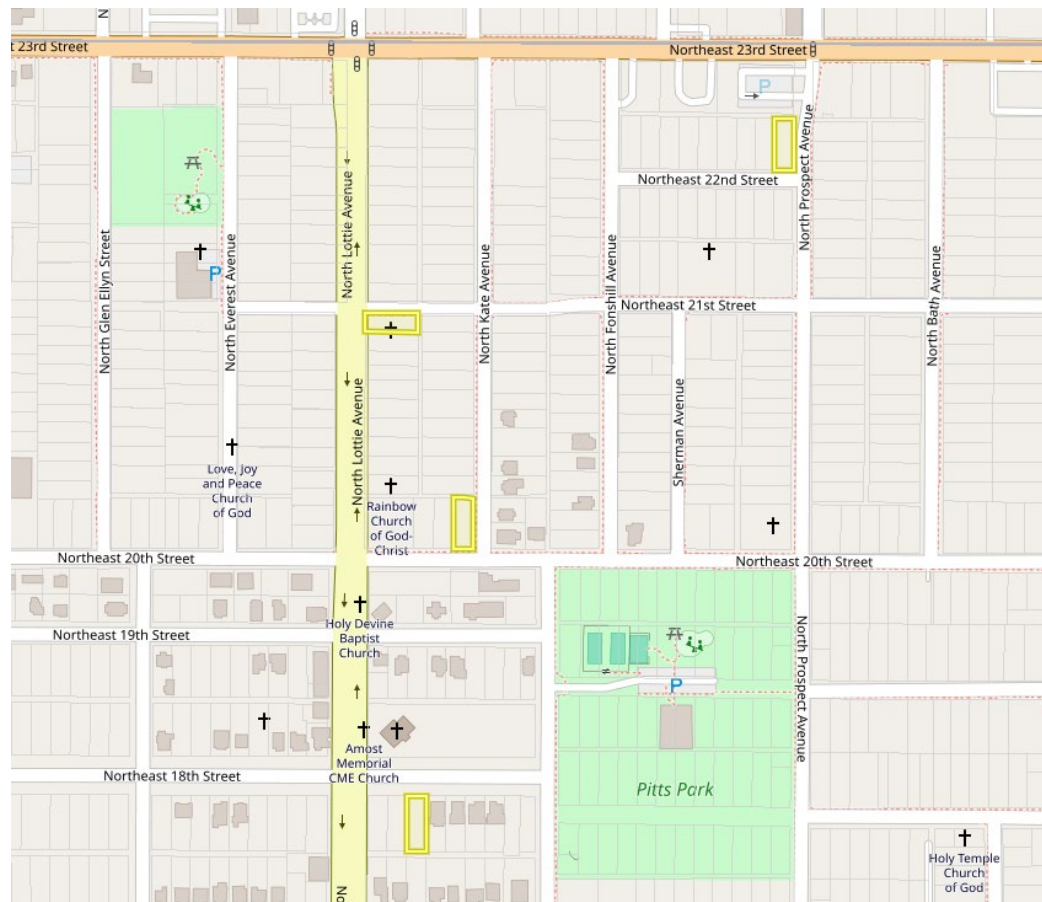 N
t 23rd Street
Northeast 23rd Street
P
North Prospect Avenue
Northeast 22nd Street
North Lottie Avenue
North Glen Ellyn Street
North Everest Avenue
North Kate Avenue
North Fonshill Avenue
North Bath Avenue
P
Northeast 21st Street
Sherman Avenue
North Lottie Avenue
Love, Joy
and Peace
Church
of God
Rainbow
Church
of God-
Christ
Northeast 20th Street
Northeast 20th Street
Holy Devine
Baptist
Church
Northeast 19th Street
North Prospect Avenue
P
Amost
Memorial
CME Church
Northeast 18th Street
Pitts Park
Holy Temple
Church
of God
No